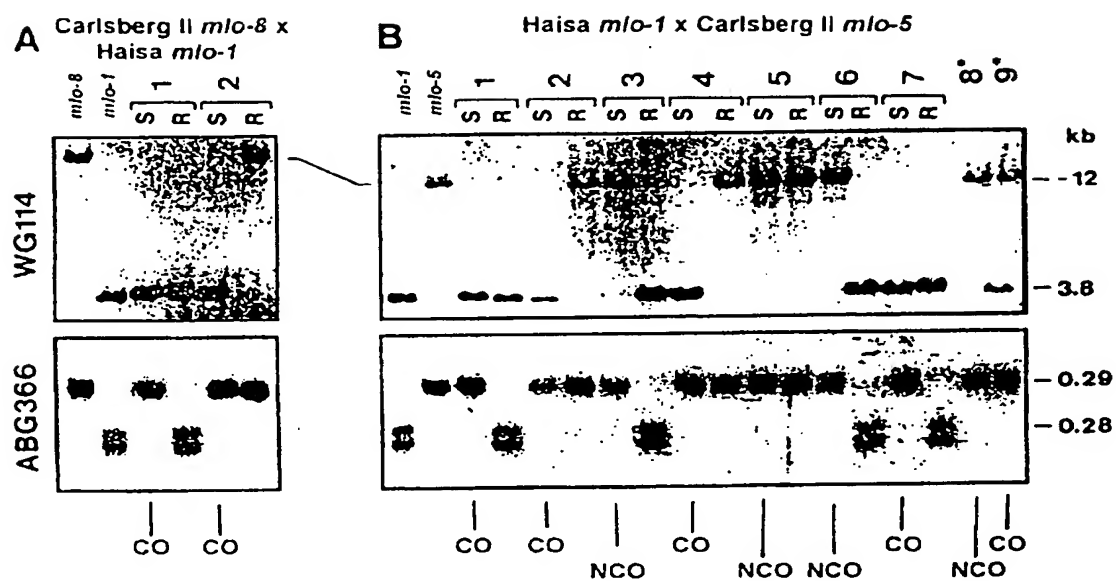 A Carlsberg II mlo-8 x
Haisa mlo-1
B Haisa mlo-1 x Carlsberg II mlo-5
mlo-8 mlo-1 1 2
S R S R
mlo-1 mlo-5 1 2 3 4 5 6 7 8* 9*
S R S R S R S R S R S R S R
kb
WG114
12
3.8
ABG366
0.29
0.28
CO CO
CO CO NCO CO NCO NCO CO NCO CO